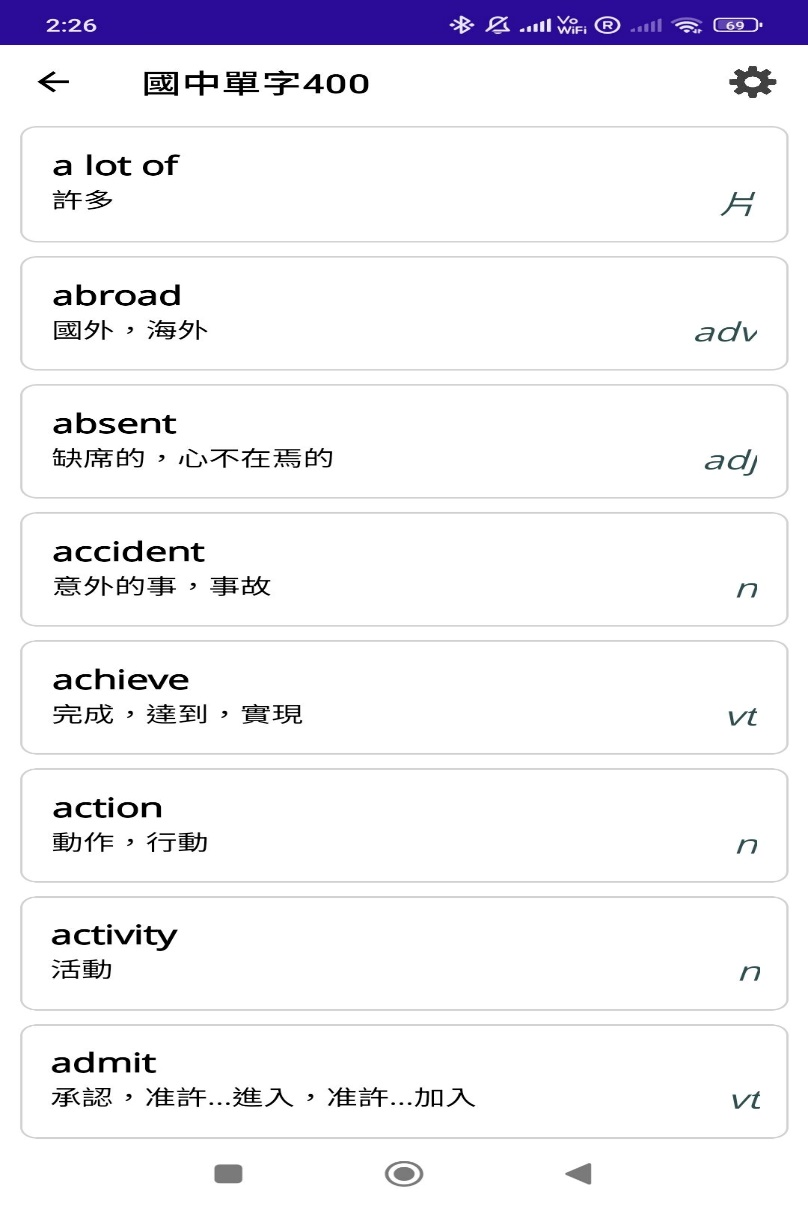 2:26
Vo
WiFi
R
69
國中單字400
a lot of
許多
片
abroad
國外，海外
adv
absent
缺席的，心不在焉的
adj
accident
意外的事，事故
n
achieve
完成，達到，實現
vt
action
動作，行動
n
activity
活動
n
admit
承認，准許...進入，准許...加入
vt